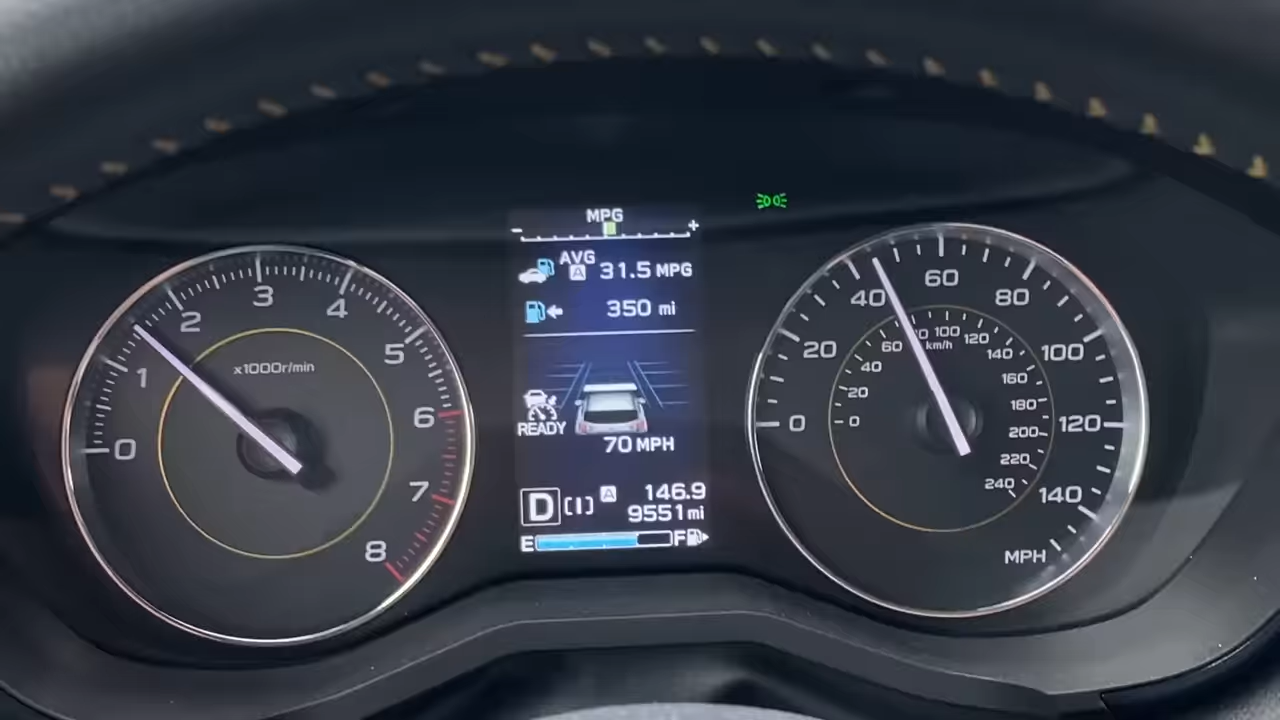 MPG
- +
AVG
A 31.5 MPG
350 mi
READY
70 MPH
D [I] A 146.9
9551 mi
E F
0 1 2 3 4 5 6 7 8
x1000r/min
0 20 40 60 80 100 120 140
MPH
0 20 40 60 100 120 140 160 180 200 220 240
km/h